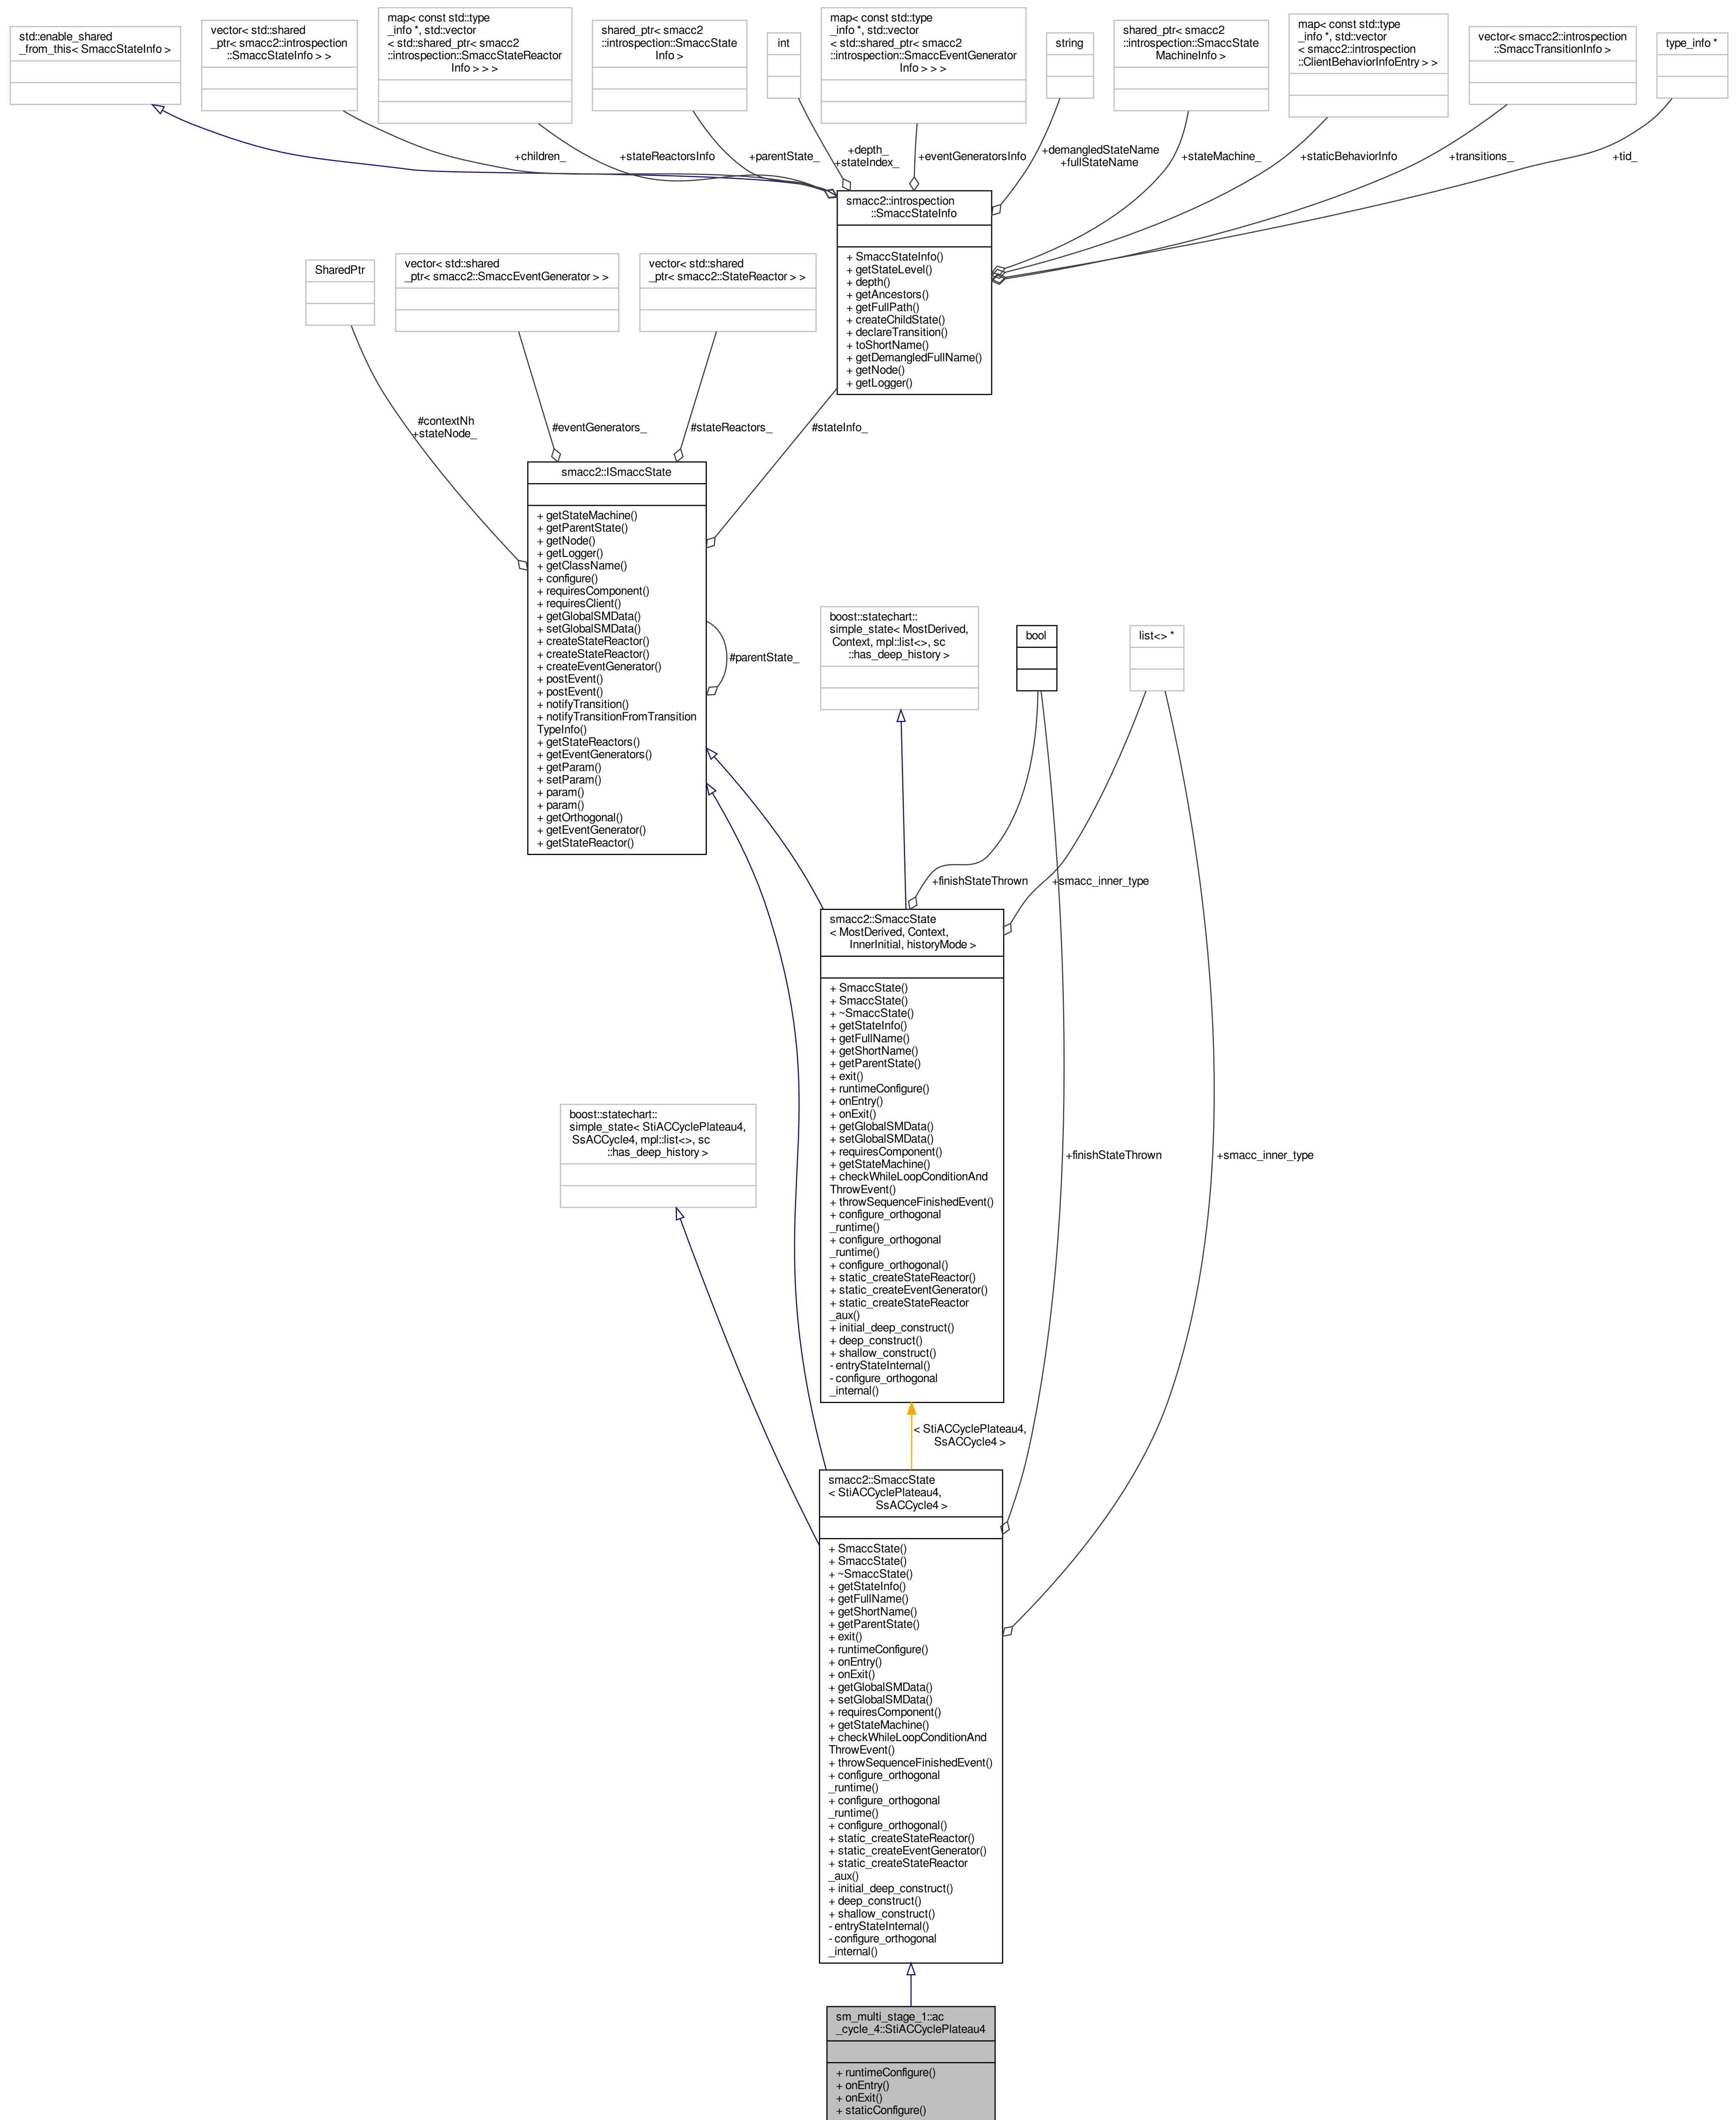 std::enable_shared
_from_this< SmaccStateInfo >
vector< std::shared
_ptr< smacc2::introspection
::SmaccStateInfo > >
map< const std::type
_info *, std::vector
< std::shared_ptr< smacc2
::introspection::SmaccStateReactor
Info > > >
shared_ptr< smacc2
::introspection::SmaccState
Info >
int
map< const std::type
_info *, std::vector
< std::shared_ptr< smacc2
::introspection::SmaccEventGenerator
Info > > >
string
shared_ptr< smacc2
::introspection::SmaccState
MachineInfo >
map< const std::type
_info *, std::vector
< smacc2::introspection
::ClientBehaviorInfoEntry > >
vector< smacc2::introspection
::SmaccTransitionInfo >
type_info *
+children_
+stateReactorsInfo
+parentState_
+depth_
+stateIndex_
+eventGeneratorsInfo
+demangledStateName
+fullStateName
+stateMachine_
+staticBehaviorInfo
+transitions_
+tid_
smacc2::introspection
::SmaccStateInfo
+ SmaccStateInfo()
+ getStateLevel()
+ depth()
+ getAncestors()
+ getFullPath()
+ createChildState()
+ declareTransition()
+ toShortName()
+ getDemangledFullName()
+ getNode()
+ getLogger()
SharedPtr
vector< std::shared
_ptr< smacc2::SmaccEventGenerator > >
vector< std::shared
_ptr< smacc2::StateReactor > >
#contextNh
+stateNode_
#eventGenerators_
#stateReactors_
#stateInfo_
smacc2::ISmaccState
+ getStateMachine()
+ getParentState()
+ getNode()
+ getLogger()
+ getClassName()
+ configure()
+ requiresComponent()
+ requiresClient()
+ getGlobalSMData()
+ setGlobalSMData()
+ createStateReactor()
+ createStateReactor()
+ createEventGenerator()
+ postEvent()
+ postEvent()
+ notifyTransition()
+ notifyTransitionFromTransition
TypeInfo()
+ getStateReactors()
+ getEventGenerators()
+ getParam()
+ setParam()
+ param()
+ param()
+ getOrthogonal()
+ getEventGenerator()
+ getStateReactor()
#parentState_
boost::statechart::
simple_state< MostDerived,
Context, mpl::list<>, sc
::has_deep_history >
bool
list<> *
+finishStateThrown
+smacc_inner_type
smacc2::SmaccState
< MostDerived, Context,
InnerInitial, historyMode >
+ SmaccState()
+ SmaccState()
+ ~SmaccState()
+ getStateInfo()
+ getFullName()
+ getShortName()
+ getParentState()
+ exit()
+ runtimeConfigure()
+ onEntry()
+ onExit()
+ getGlobalSMData()
+ setGlobalSMData()
+ requiresComponent()
+ getStateMachine()
+ checkWhileLoopConditionAnd
ThrowEvent()
+ throwSequenceFinishedEvent()
+ configure_orthogonal
_runtime()
+ configure_orthogonal
_runtime()
+ configure_orthogonal()
+ static_createStateReactor()
+ static_createEventGenerator()
+ static_createStateReactor
_aux()
+ initial_deep_construct()
+ deep_construct()
+ shallow_construct()
- entryStateInternal()
- configure_orthogonal
_internal()
boost::statechart::
simple_state< StiACCyclePlateau4,
SsACCycle4, mpl::list<>, sc
::has_deep_history >
+finishStateThrown
+smacc_inner_type
< StiACCyclePlateau4,
SsACCycle4 >
smacc2::SmaccState
< StiACCyclePlateau4,
SsACCycle4 >
+ SmaccState()
+ SmaccState()
+ ~SmaccState()
+ getStateInfo()
+ getFullName()
+ getShortName()
+ getParentState()
+ exit()
+ runtimeConfigure()
+ onEntry()
+ onExit()
+ getGlobalSMData()
+ setGlobalSMData()
+ requiresComponent()
+ getStateMachine()
+ checkWhileLoopConditionAnd
ThrowEvent()
+ throwSequenceFinishedEvent()
+ configure_orthogonal
_runtime()
+ configure_orthogonal
_runtime()
+ configure_orthogonal()
+ static_createStateReactor()
+ static_createEventGenerator()
+ static_createStateReactor
_aux()
+ initial_deep_construct()
+ deep_construct()
+ shallow_construct()
- entryStateInternal()
- configure_orthogonal
_internal()
sm_multi_stage_1::ac
_cycle_4::StiACCyclePlateau4
+ runtimeConfigure()
+ onEntry()
+ onExit()
+ staticConfigure()